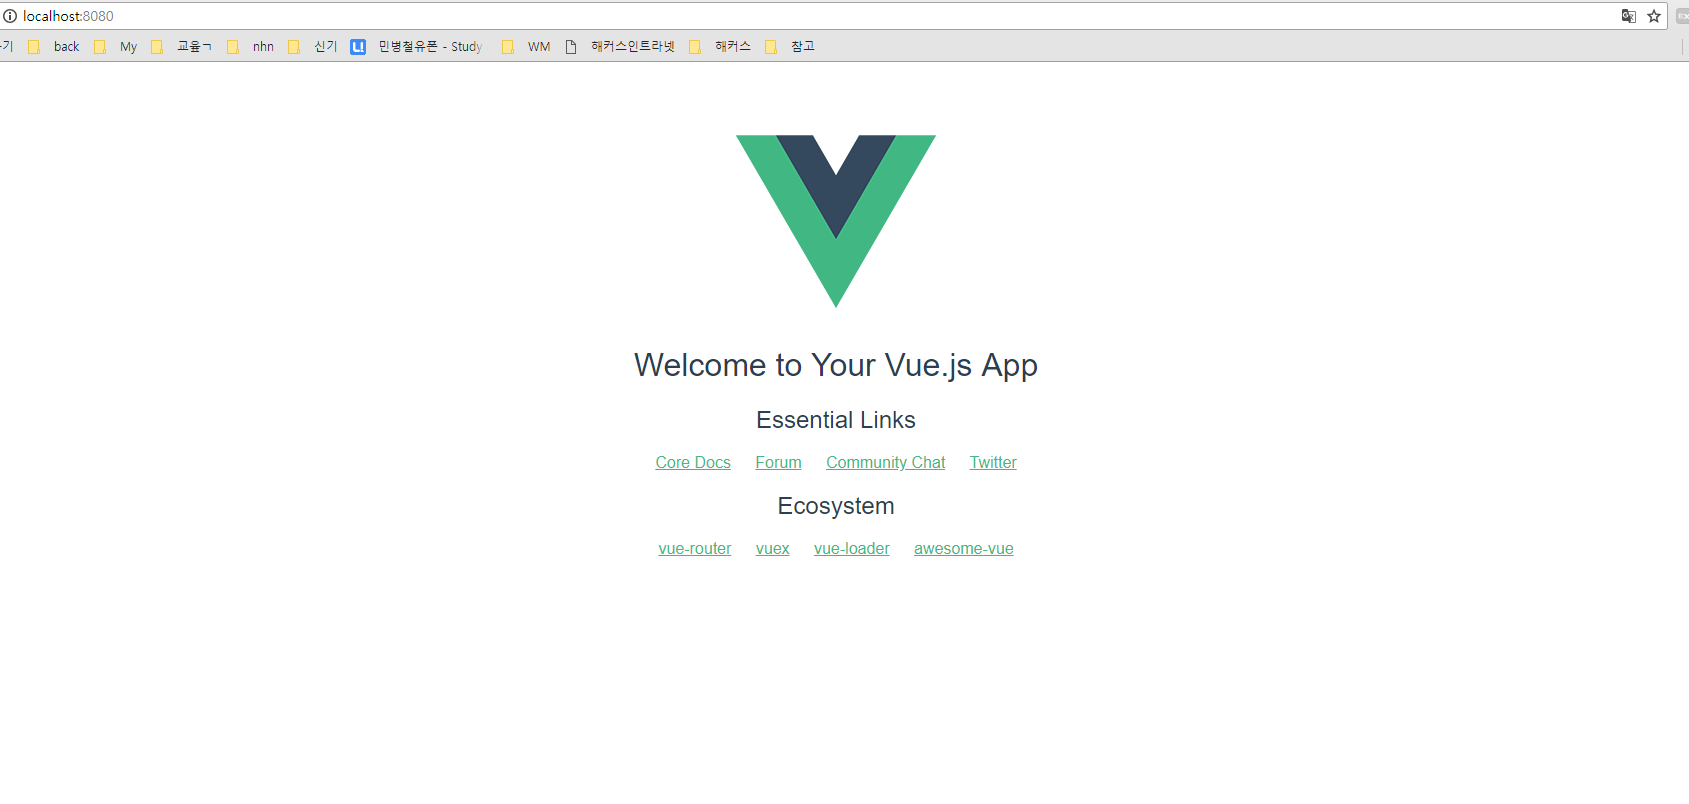 localhost:8080
기 back My 교육ㄱ nhn 신기 민병철유폰 - Study WM 해커스인트라넷 해커스 참고
Welcome to Your Vue.js App
Essential Links
Core Docs Forum Community Chat Twitter
Ecosystem
vue-router vuex vue-loader awesome-vue